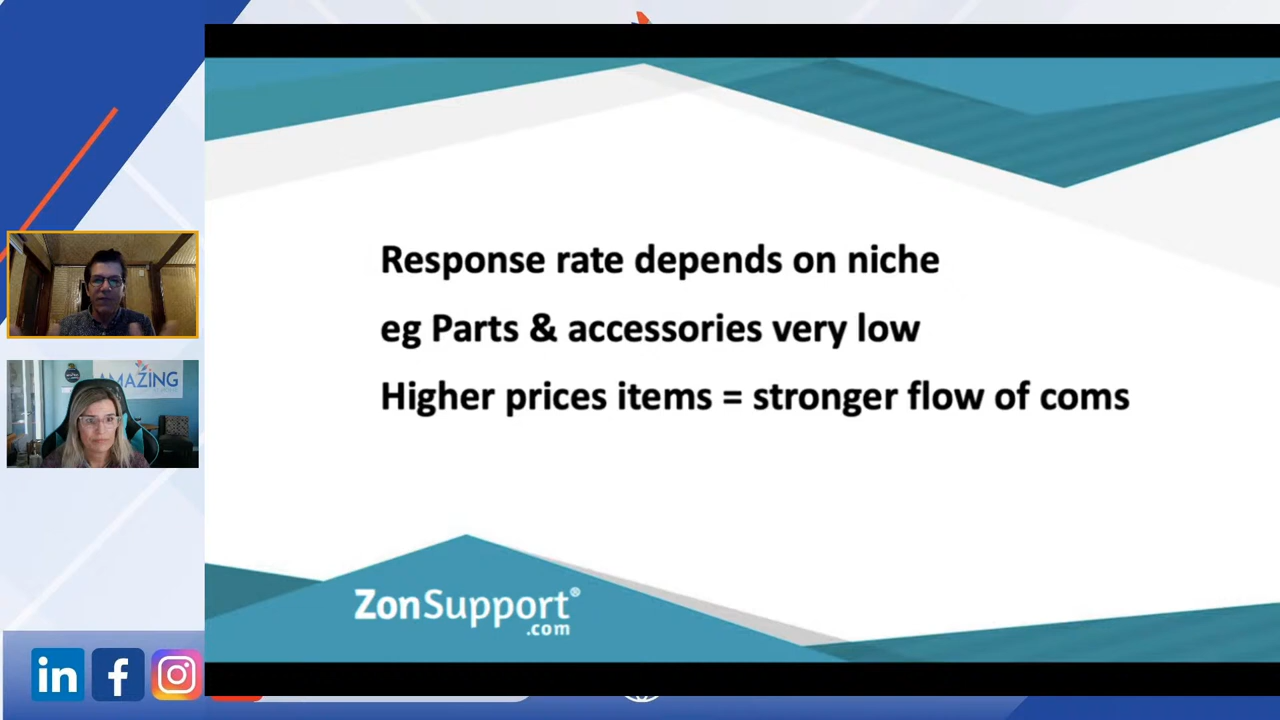 Response rate depends on niche
eg Parts & accessories very low
Higher prices items = stronger flow of coms
ZonSupport®
.com
AMAZING
in
f